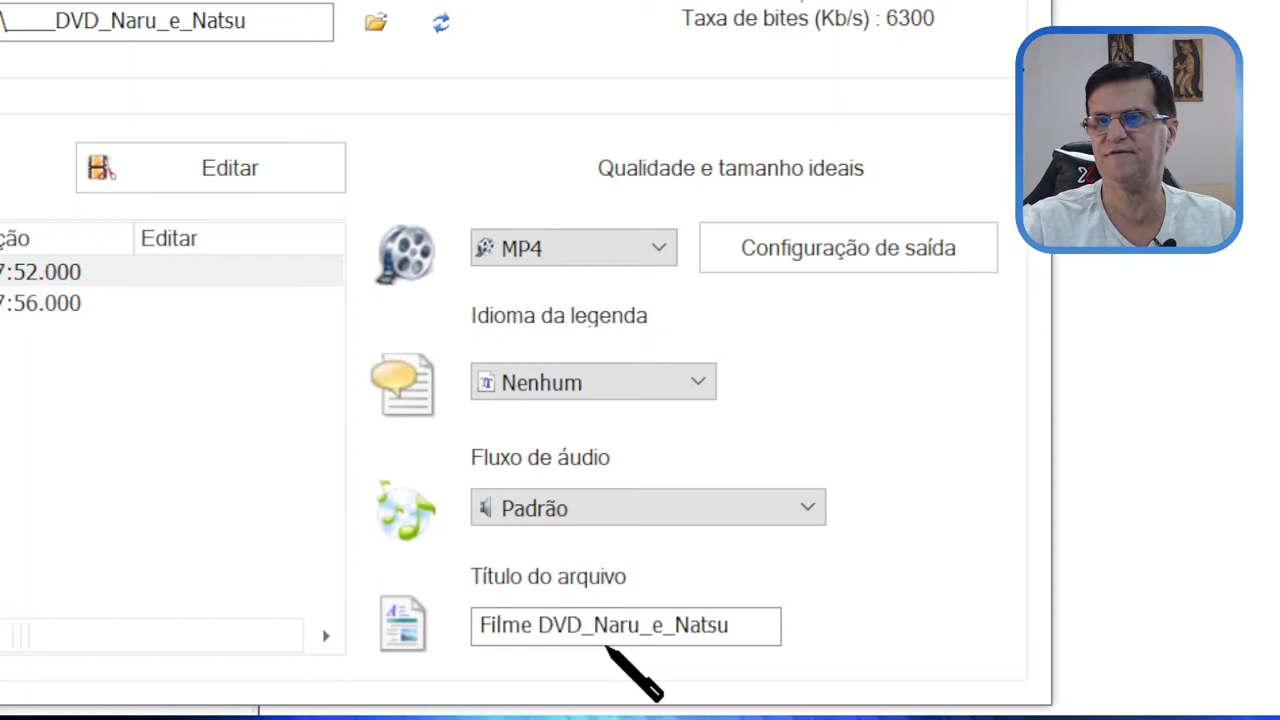 \____DVD_Naru_e_Natsu
Taxa de bites (Kb/s) : 6300
Editar
Qualidade e tamanho ideais
ção
Editar
7:52.000
7:56.000
MP4
Configuração de saída
Idioma da legenda
Nenhum
Fluxo de áudio
Padrão
Título do arquivo
Filme DVD_Naru_e_Natsu